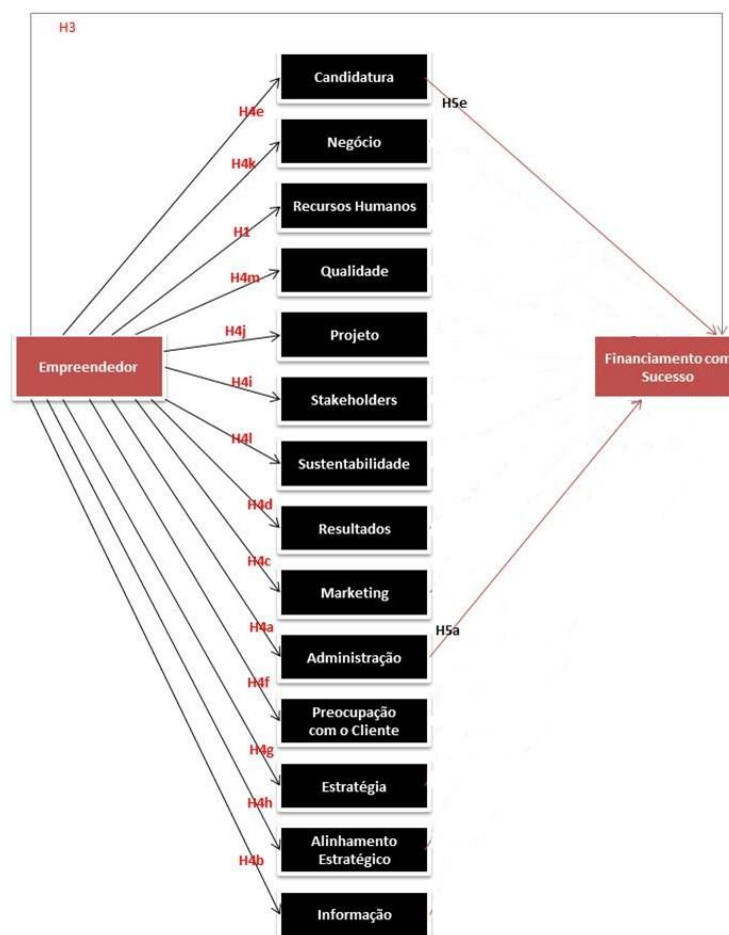 H3
Candidatura
H4e
H5e
Negócio
H4k
Recursos Humanos
H1
H4m
Qualidade
H4j
Projeto
Empreendedor
Financiamento com
Sucesso
H4i
Stakeholders
H4l
Sustentabilidade
H4d
Resultados
H4c
Marketing
H4a
H5a
Administração
H4f
Preocupação
com o Cliente
H4g
Estratégia
H4h
Alinhamento
Estratégico
H4b
Informação